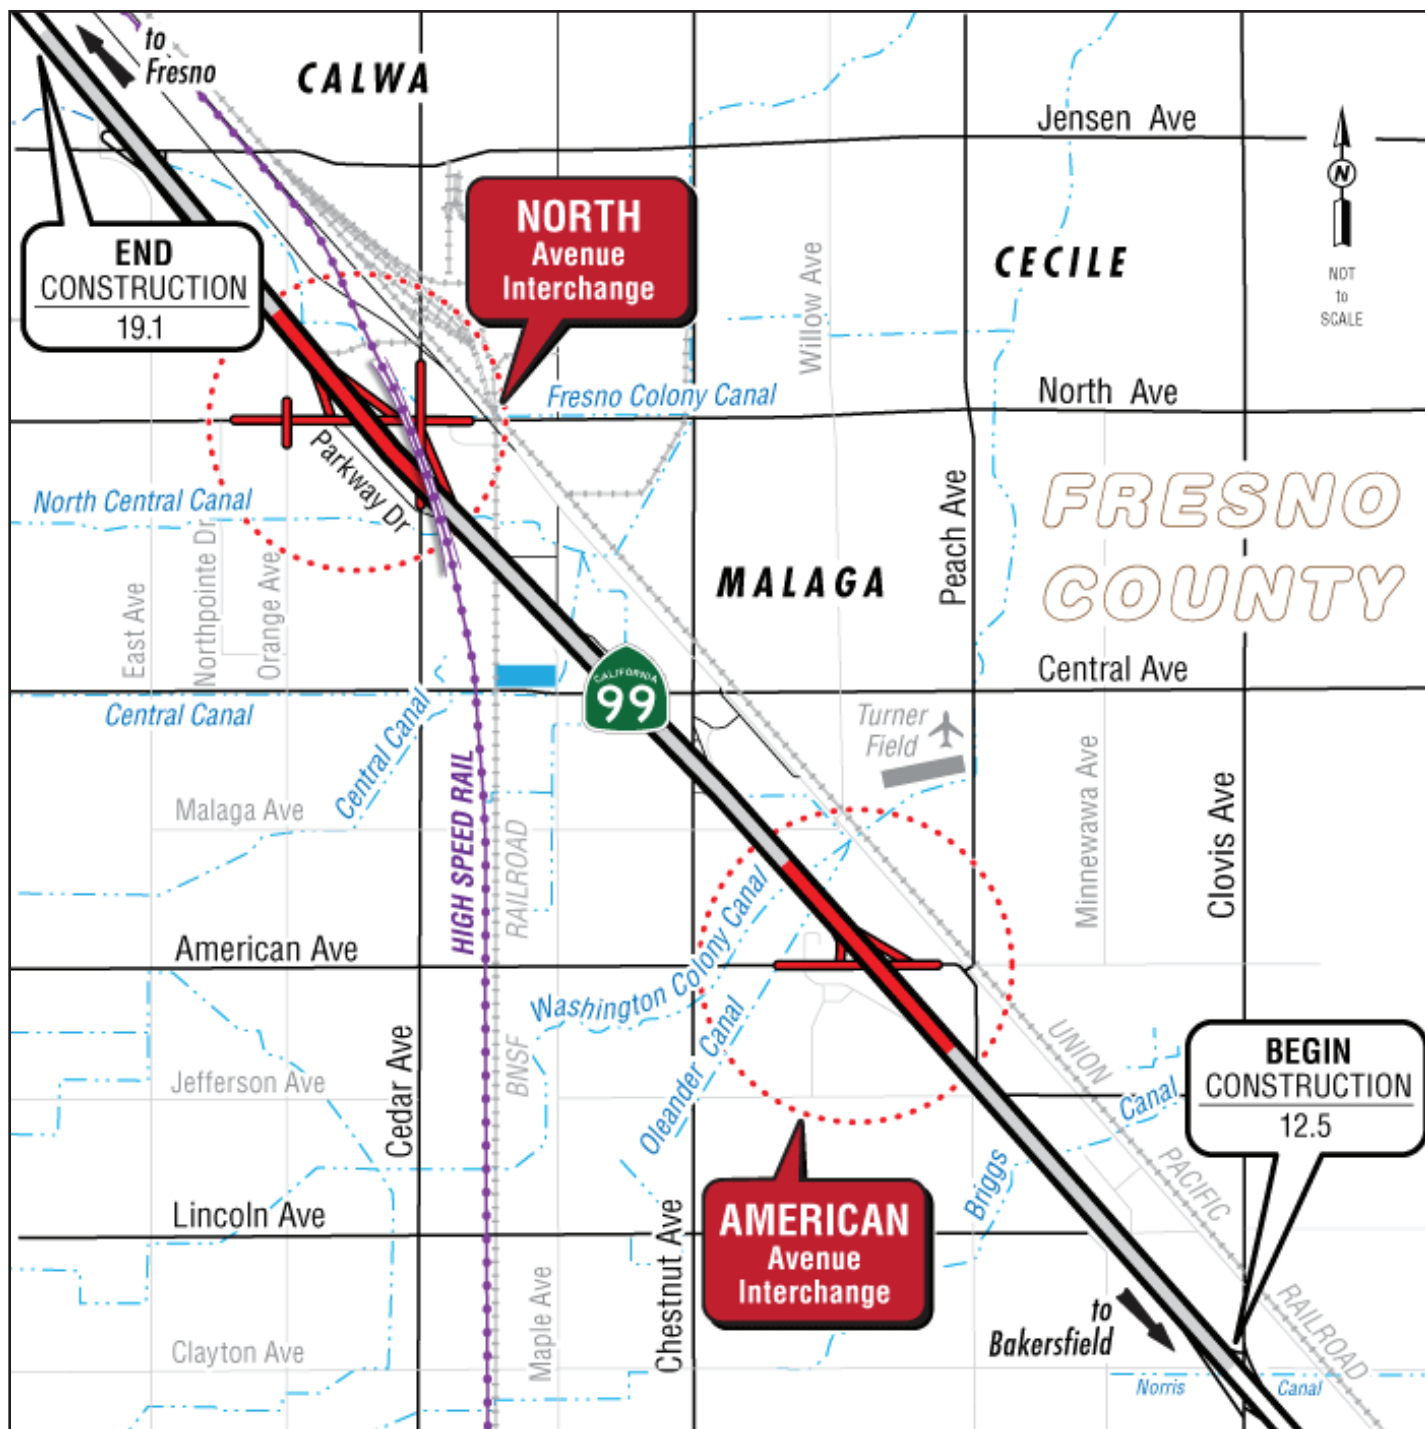 to
Fresno
CALWA
Jensen Ave
N
NOT
to
SCALE
END
CONSTRUCTION
19.1
NORTH
Avenue
Interchange
CECILE
Willow Ave
Fresno Colony Canal
North Ave
Parkway Dr
North Central Canal
FRESNO
COUNTY
Peach Ave
MALAGA
East Ave
Northpointe Dr
Orange Ave
Central Ave
CALIFORNIA
99
Central Canal
Central Canal
Turner
Field
HIGH SPEED RAIL
Malaga Ave
RAILROAD
Minnewawa Ave
Clovis Ave
Washington Colony Canal
American Ave
Oleander Canal
BNSF
Cedar Ave
Jefferson Ave
UNION
PACIFIC
RAILROAD
BEGIN
CONSTRUCTION
12.5
Briggs
Canal
AMERICAN
Avenue
Interchange
Lincoln Ave
Chestnut Ave
Maple Ave
to
Bakersfield
Clayton Ave
Norris
Canal